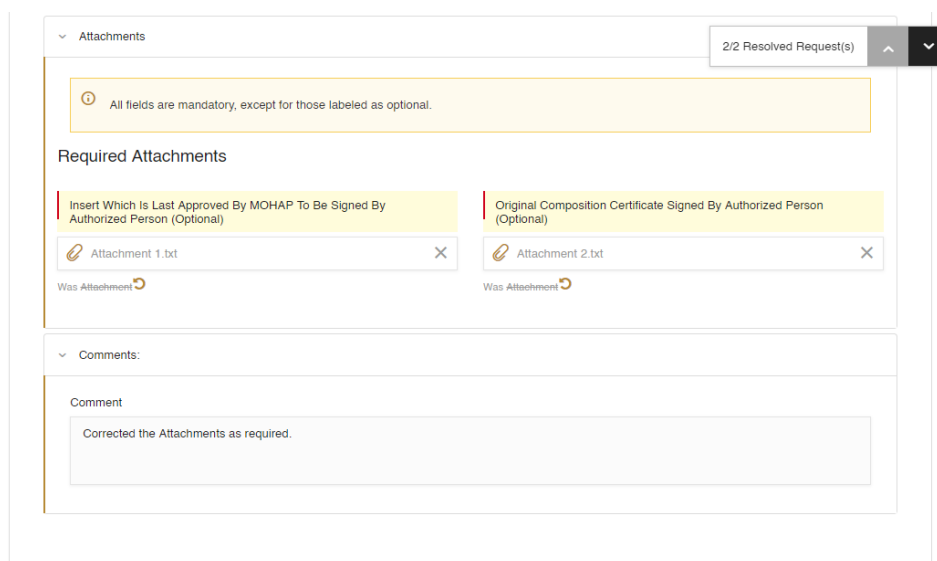 Attachments
2/2 Resolved Request(s)
All fields are mandatory, except for those labeled as optional.
Required Attachments
Insert Which Is Last Approved By MOHAP To Be Signed By
Authorized Person (Optional)
Original Composition Certificate Signed By Authorized Person
(Optional)
Attachment 1.txt
Attachment 2.txt
Was Attachment
Was Attachment
Comments:
Comment
Corrected the Attachments as required.